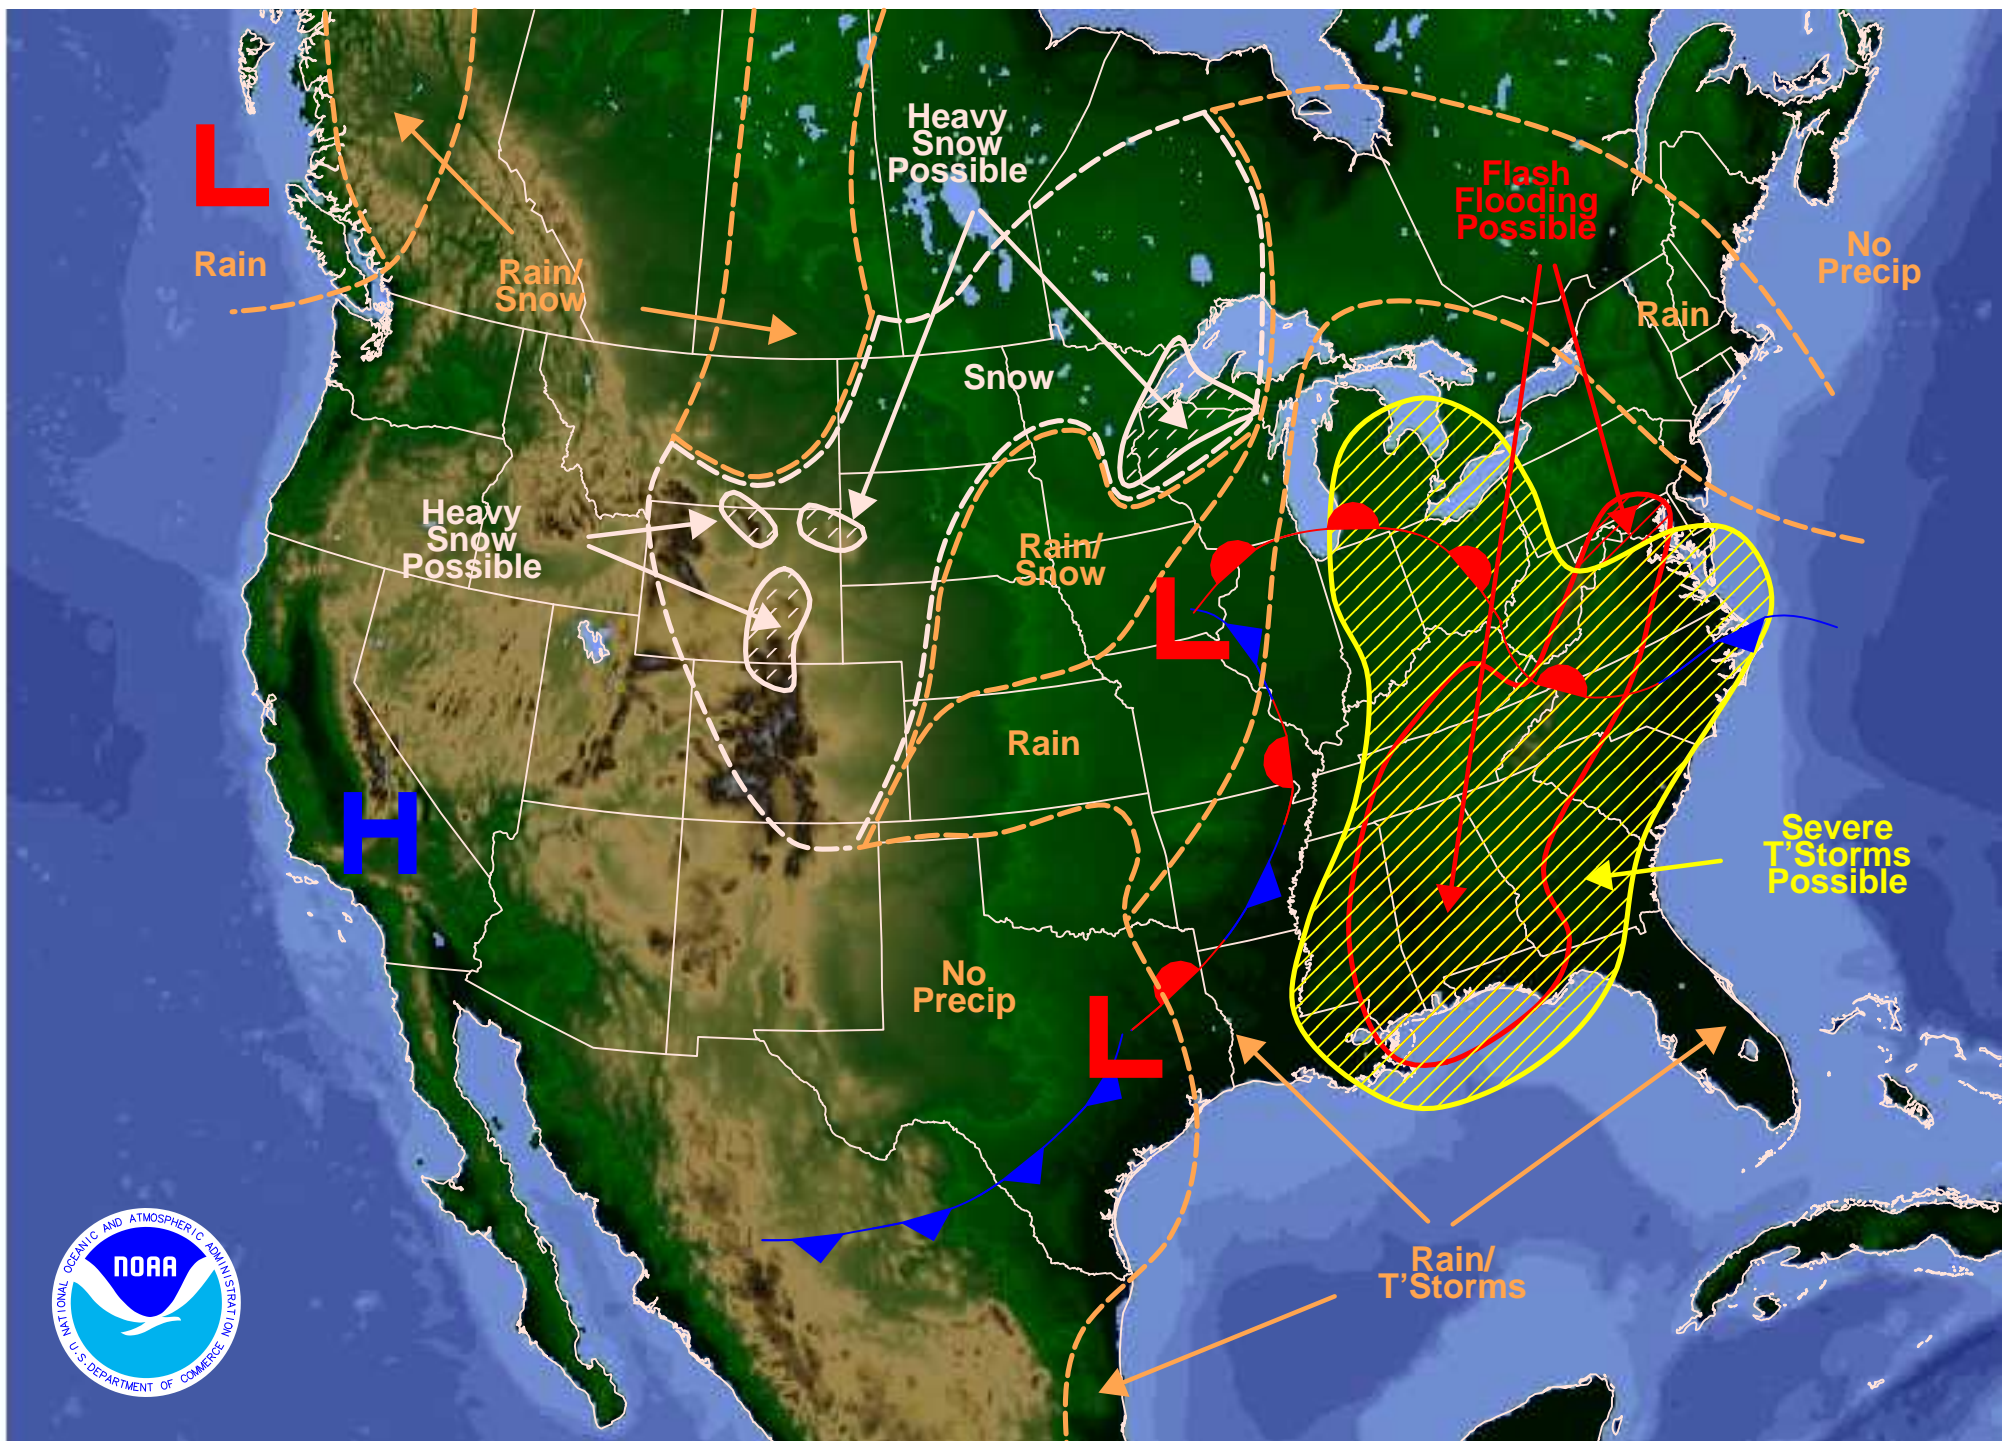 Heavy
Snow
Possible
L
Flash
Flooding
Possible
No
Precip
Rain
Rain/
Snow
Rain
Snow
Heavy
Snow
Possible
Rain/
Snow
L
Rain
H
Severe
T'Storms
Possible
No
Precip
L
Rain/
T'Storms
NATIONAL OCEANIC AND ATMOSPHERIC ADMINISTRATION
NOAA
U.S. DEPARTMENT OF COMMERCE